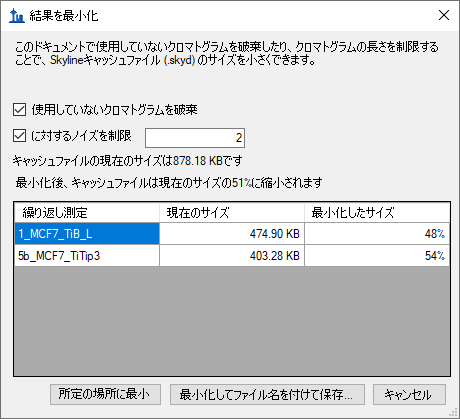 結果を最小化
このドキュメントで使用していないクロマトグラムを破棄したり、クロマトグラムの長さを制限する
ことで、Skylineキャッシュファイル (.skyd) のサイズを小さくできます。
使用していないクロマトグラムを破棄
に対するノイズを制限 2
キャッシュファイルの現在のサイズは878.18 KBです
最小化後、キャッシュファイルは現在のサイズの51%に縮小されます
繰り返し測定 現在のサイズ 最小化したサイズ
1_MCF7_TiB_L 474.90 KB 48%
5b_MCF7_TiTip3 403.28 KB 54%
所定の場所に最小 最小化してファイル名を付けて保存... キャンセル